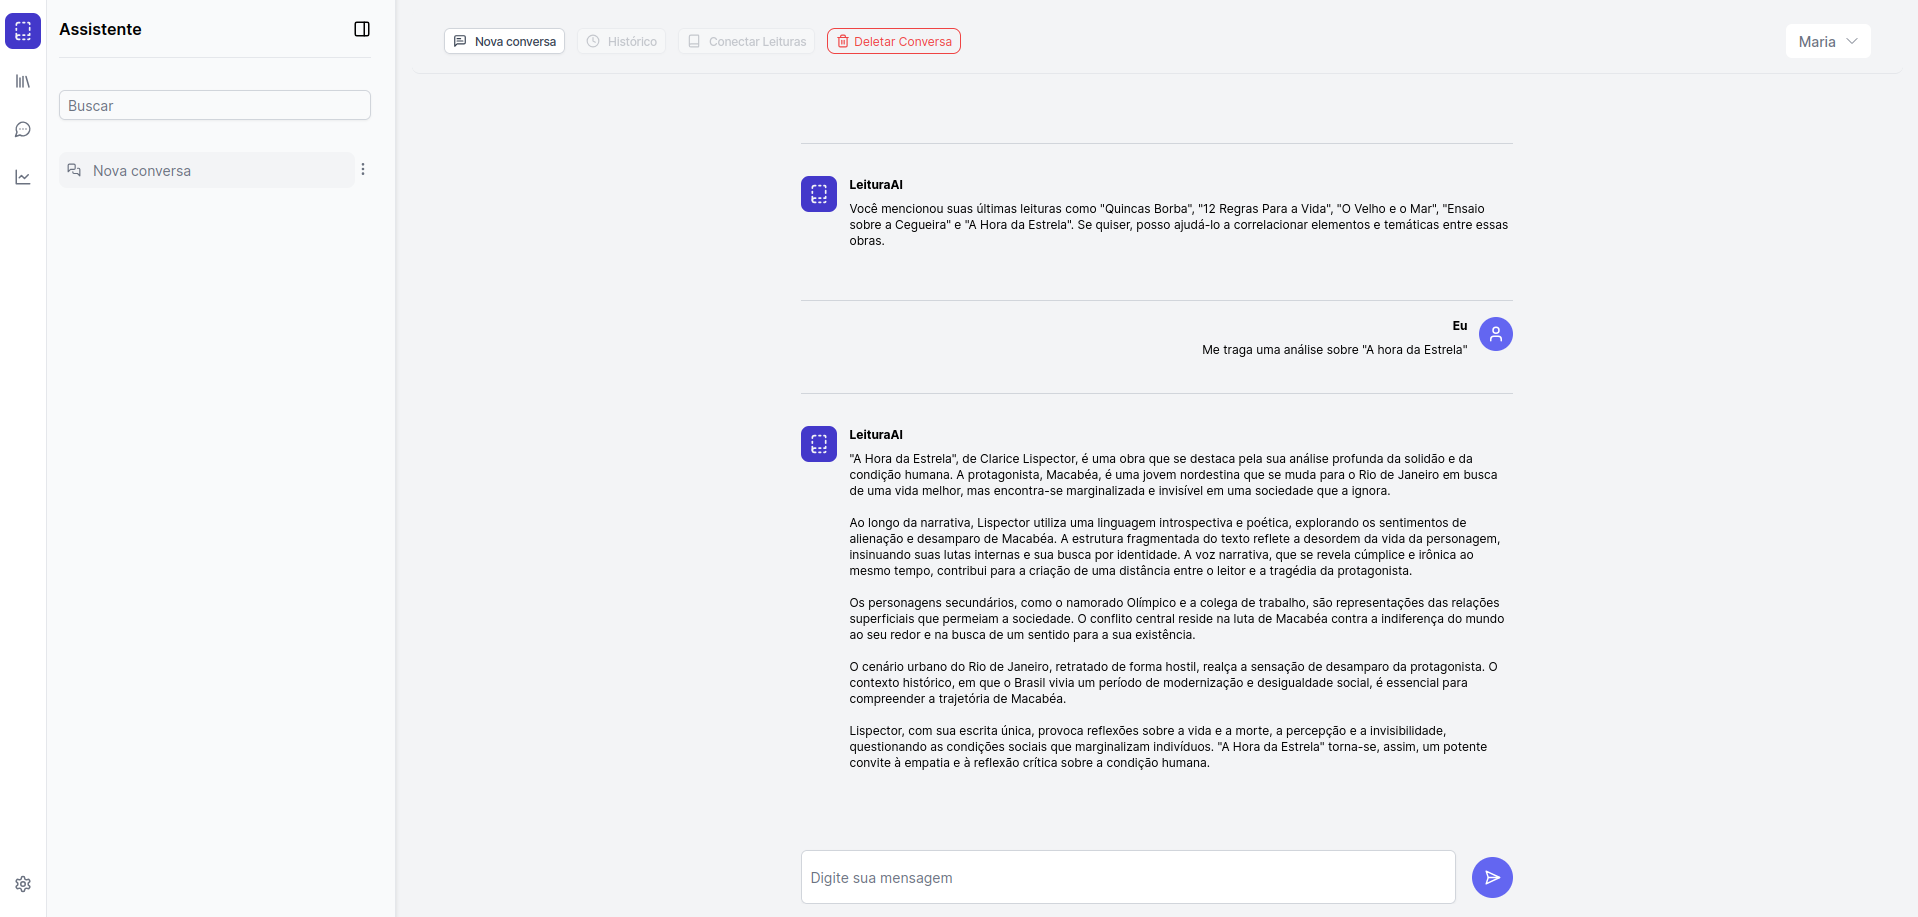 Assistente
Buscar
Nova conversa
Nova conversa
Histórico
Conectar Leituras
Deletar Conversa
Maria
LeituraAI
Você mencionou suas últimas leituras como "Quincas Borba", "12 Regras Para a Vida", "O Velho e o Mar", "Ensaio
sobre a Cegueira" e "A Hora da Estrela". Se quiser, posso ajudá-lo a correlacionar elementos e temáticas entre essas
obras.
Eu
Me traga uma análise sobre "A hora da Estrela"
LeituraAI
"A Hora da Estrela", de Clarice Lispector, é uma obra que se destaca pela sua análise profunda da solidão e da
condição humana. A protagonista, Macabéa, é uma jovem nordestina que se muda para o Rio de Janeiro em busca
de uma vida melhor, mas encontra-se marginalizada e invisível em uma sociedade que a ignora.
Ao longo da narrativa, Lispector utiliza uma linguagem introspectiva e poética, explorando os sentimentos de
alienação e desamparo de Macabéa. A estrutura fragmentada do texto reflete a desordem da vida da personagem,
insinuando suas lutas internas e sua busca por identidade. A voz narrativa, que se revela cúmplice e irônica ao
mesmo tempo, contribui para a criação de uma distância entre o leitor e a tragédia da protagonista.
Os personagens secundários, como o namorado Olímpico e a colega de trabalho, são representações das relações
superficiais que permeiam a sociedade. O conflito central reside na luta de Macabéa contra a indiferença do mundo
ao seu redor e na busca de um sentido para a sua existência.
O cenário urbano do Rio de Janeiro, retratado de forma hostil, realça a sensação de desamparo da protagonista. O
contexto histórico, em que o Brasil vivia um período de modernização e desigualdade social, é essencial para
compreender a trajetória de Macabéa.
Lispector, com sua escrita única, provoca reflexões sobre a vida e a morte, a percepção e a invisibilidade,
questionando as condições sociais que marginalizam indivíduos. "A Hora da Estrela" torna-se, assim, um potente
convite à empatia e à reflexão crítica sobre a condição humana.
Digite sua mensagem